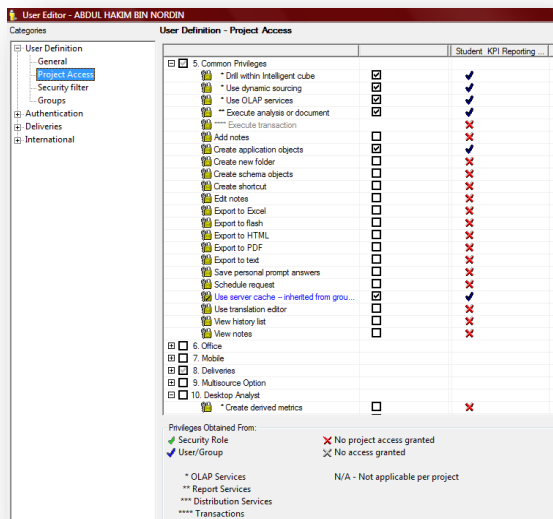 User Editor - ABDUL HAKIM BIN NORDIN
Categories
User Definition - Project Access
User Definition
General
Project Access
Security filter
Groups
Authentication
Deliveries
International
Student KPI Reporting ...
5. Common Privileges
* Drill within Intelligent cube
* Use dynamic sourcing
* Use OLAP services
** Execute analysis or document
**** Execute transaction
Add notes
Create application objects
Create new folder
Create schema objects
Create shortcut
Edit notes
Export to Excel
Export to flash
Export to HTML
Export to PDF
Export to text
Save personal prompt answers
Schedule request
Use server cache – inherited from grou...
Use translation editor
View history list
View notes
6. Office
7. Mobile
8. Deliveries
9. Multisource Option
10. Desktop Analyst
* Create derived metrics
Privileges Obtained From:
Security Role
No project access granted
User/Group
No access granted
* OLAP Services
N/A - Not applicable per project
** Report Services
*** Distribution Services
**** Transactions